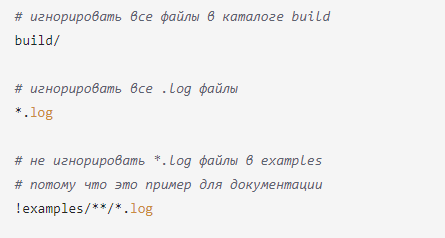 # игнорировать все файлы в каталоге build
build/
# игнорировать все .log файлы
*.log
# не игнорировать *.log файлы в examples
# потому что это пример для документации
!examples/**/*.log